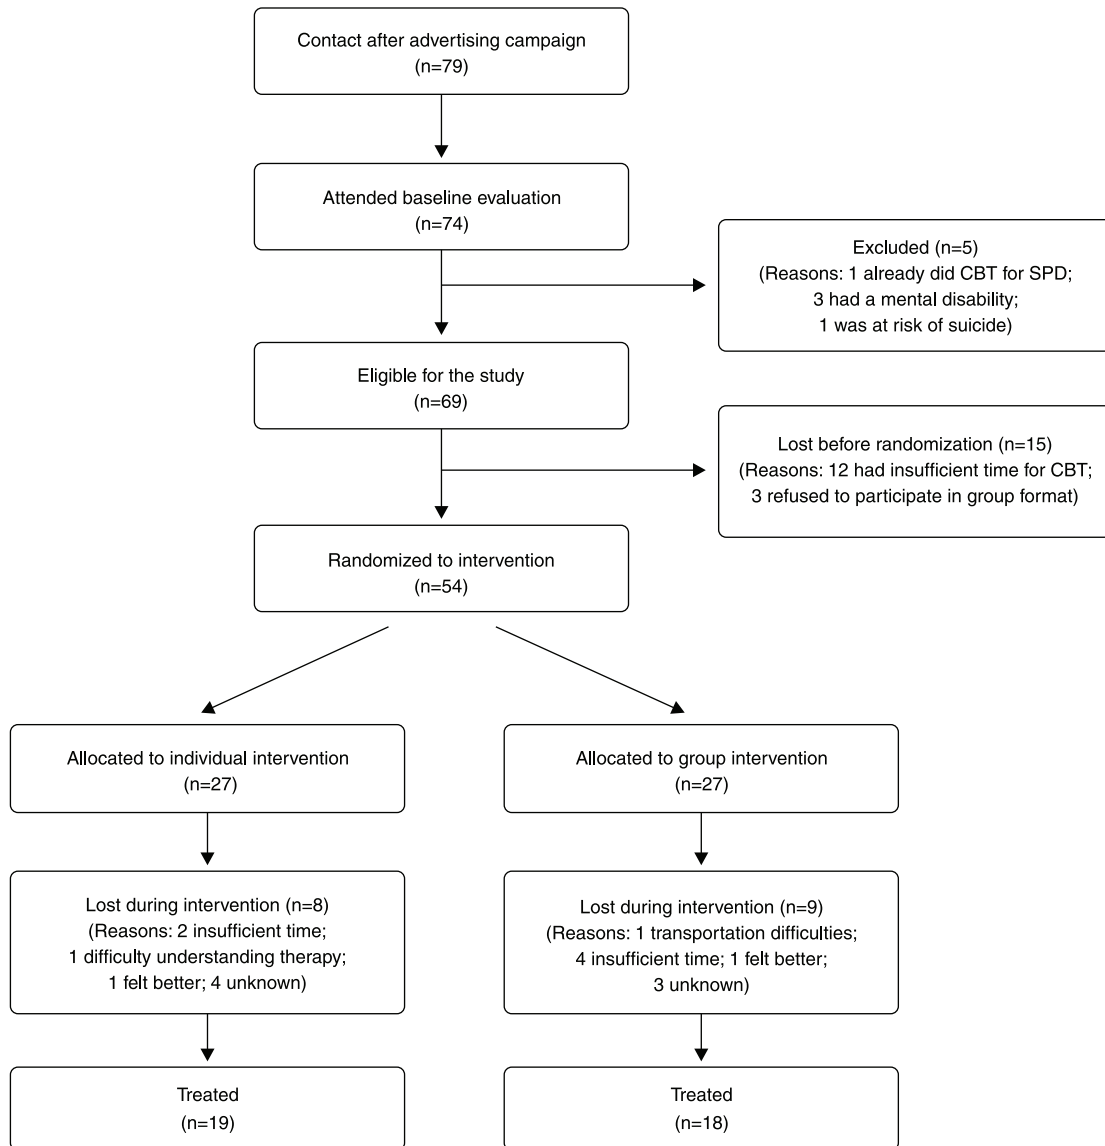 Contact after advertising campaign
(n=79)
Attended baseline evaluation
(n=74)
Excluded (n=5)
(Reasons: 1 already did CBT for SPD;
3 had a mental disability;
1 was at risk of suicide)
Eligible for the study
(n=69)
Lost before randomization (n=15)
(Reasons: 12 had insufficient time for CBT;
3 refused to participate in group format)
Randomized to intervention
(n=54)
Allocated to individual intervention
(n=27)
Allocated to group intervention
(n=27)
Lost during intervention (n=8)
(Reasons: 2 insufficient time;
1 difficulty understanding therapy;
1 felt better; 4 unknown)
Lost during intervention (n=9)
(Reasons: 1 transportation difficulties;
4 insufficient time; 1 felt better;
3 unknown)
Treated
(n=19)
Treated
(n=18)